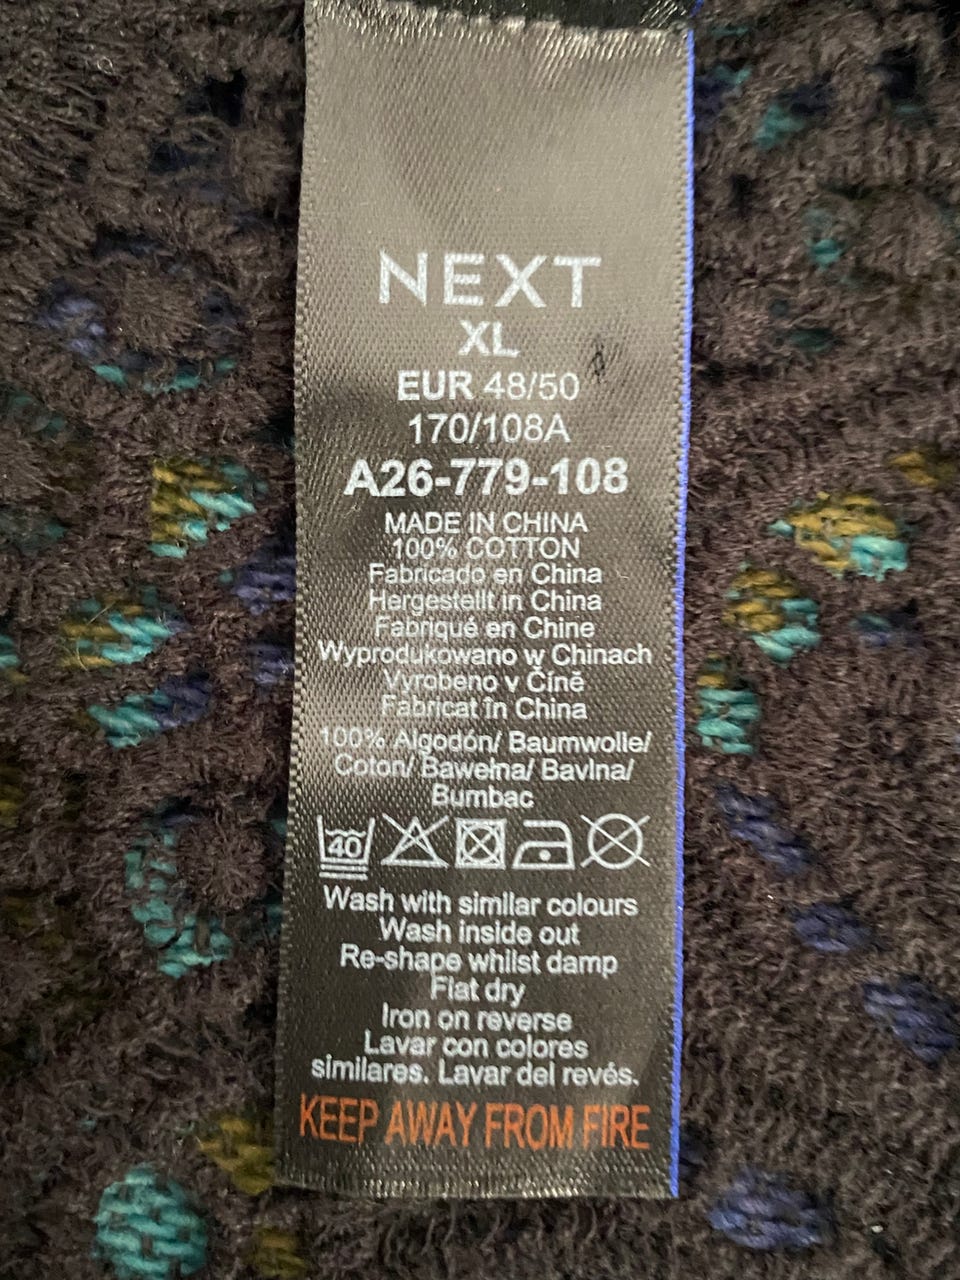 NEXT
XL
EUR 48/50
170/108A
A26-779-108
MADE IN CHINA
100% COTTON
Fabricado en China
Hergestellt in China
Fabriqué en Chine
Wyprodukowano w Chinach
Vyrobeno v Číně
Fabricat în China
100% Algodón/ Baumwolle/
Coton/ Bawełna/ Bavlna/
Bumbac
40
Wash with similar colours
Wash inside out
Re-shape whilst damp
Flat dry
Iron on reverse
Lavar con colores
similares. Lavar del revés.
KEEP AWAY FROM FIRE